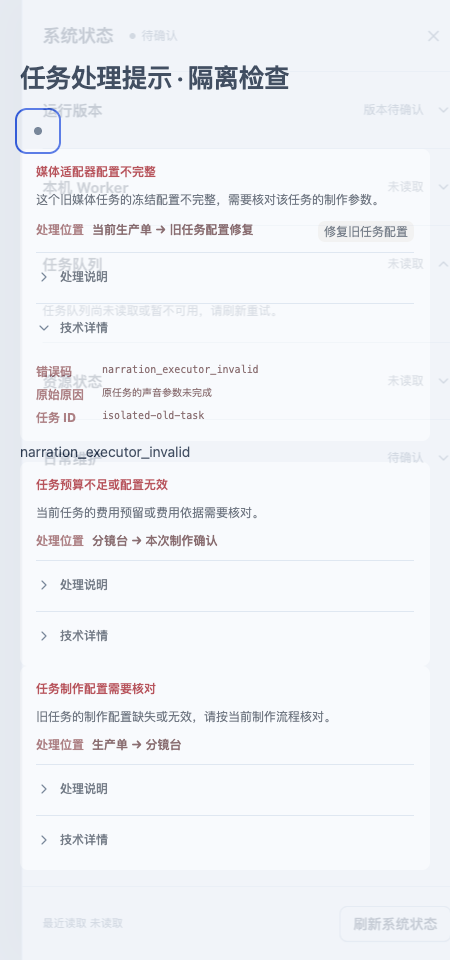 系统状态 待确认
任务处理提示 · 隔离检查
运行版本 版本待确认
媒体适配器配置不完整
本机 Worker 未读取
这个旧媒体任务的冻结配置不完整，需要核对该任务的制作参数。
处理位置 当前生产单 → 旧任务配置修复 修复旧任务配置
任务队列 未读取
处理说明
任务队列尚未读取或暂不可用，请刷新重试。
技术详情
错误码 narration_executor_invalid
资源状态 未读取
原始原因 原任务的声音参数未完成
任务 ID isolated-old-task
narration_executor_invalid
日常维护 待确认
任务预算不足或配置无效
当前任务的费用预留或费用依据需要核对。
处理位置 分镜台 → 本次制作确认
处理说明
技术详情
任务制作配置需要核对
旧任务的制作配置缺失或无效，请按当前制作流程核对。
处理位置 生产单 → 分镜台
处理说明
技术详情
最近读取 未读取 刷新系统状态